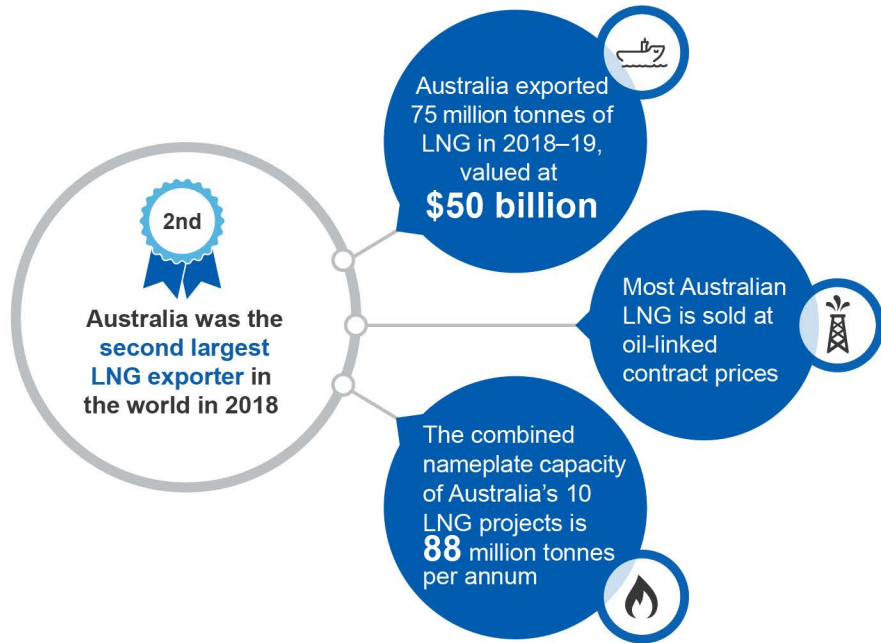 2nd
Australia was the
second largest
LNG exporter in
the world in 2018
Australia exported
75 million tonnes of
LNG in 2018–19,
valued at
$50 billion
Most Australian
LNG is sold at
oil-linked
contract prices
The combined
nameplate capacity
of Australia’s 10
LNG projects is
88 million tonnes
per annum